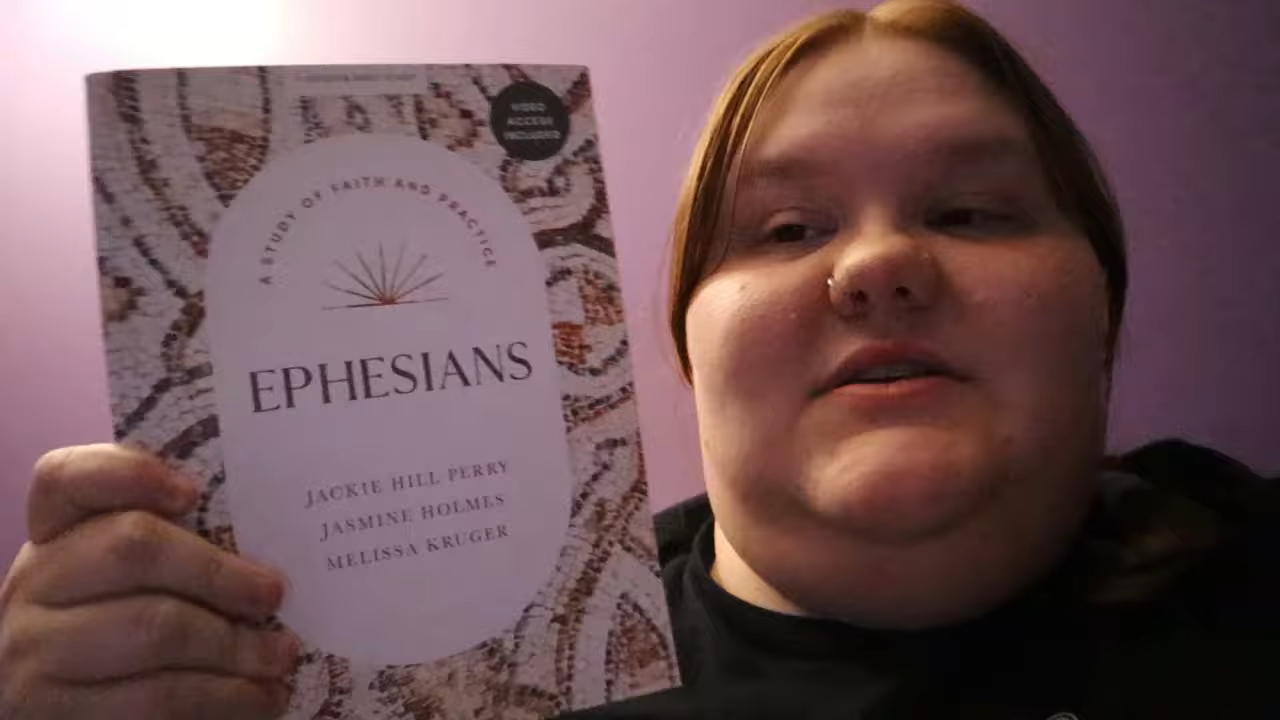 VIDEO
ACCESS
INCLUDED
A STUDY OF FAITH AND PRACTICE
EPHESIANS
JACKIE HILL PERRY
JASMINE HOLMES
MELISSA KRUGER